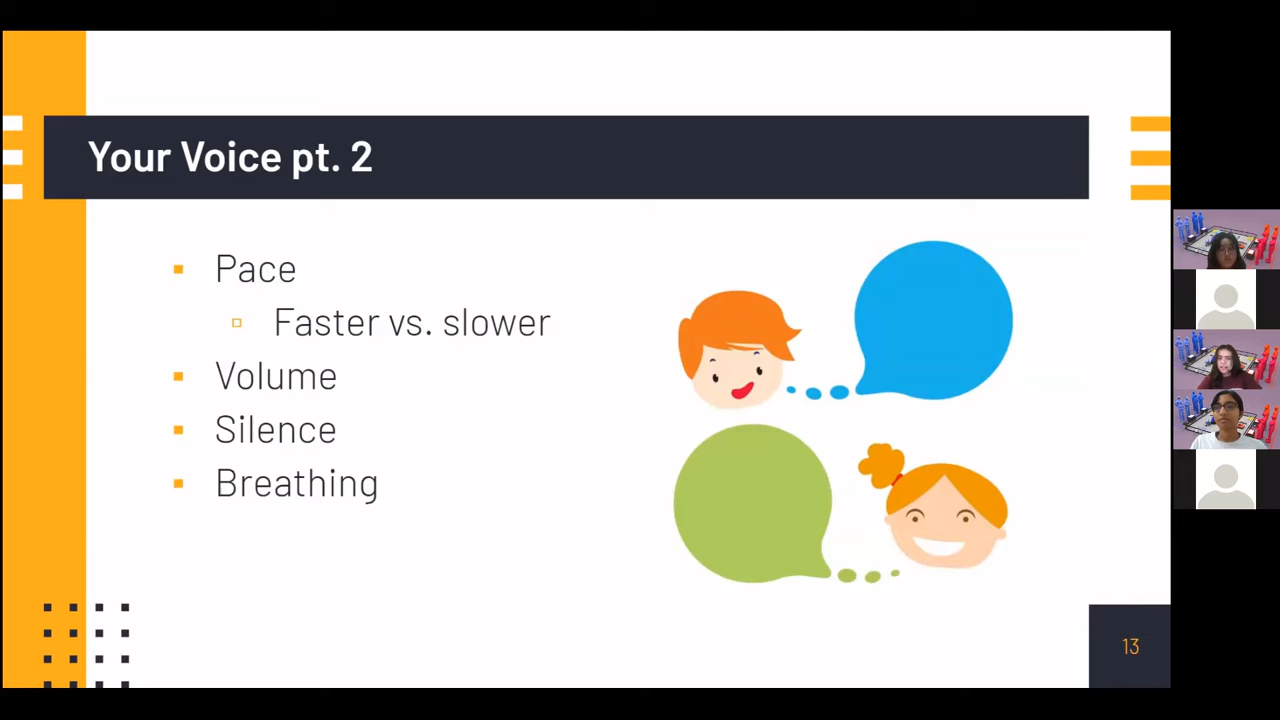 Your Voice pt. 2
Pace
Faster vs. slower
Volume
Silence
Breathing
13